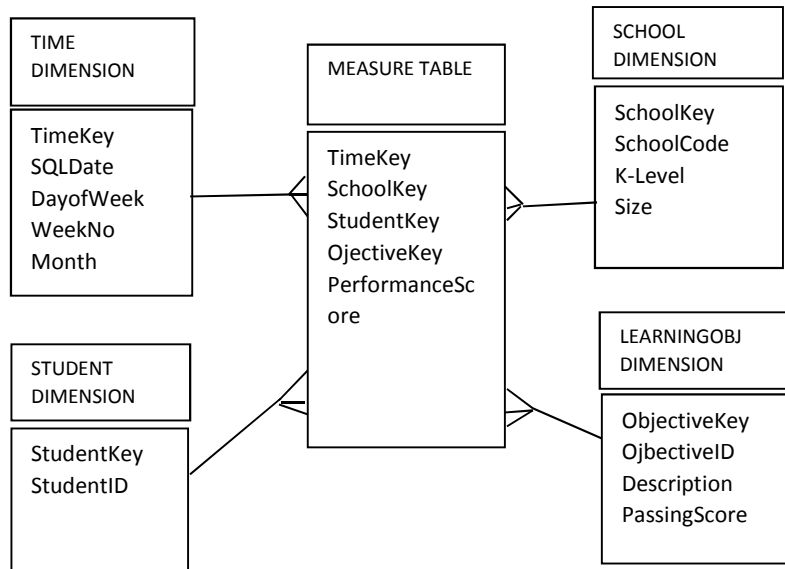 TIME
DIMENSION
TimeKey
SQLDate
DayofWeek
WeekNo
Month
MEASURE TABLE
TimeKey
SchoolKey
StudentKey
OjectiveKey
PerformanceSc
ore
SCHOOL
DIMENSION
SchoolKey
SchoolCode
K-Level
Size
STUDENT
DIMENSION
StudentKey
StudentID
LEARNINGOBJ
DIMENSION
ObjectiveKey
OjbectiveID
Description
PassingScore